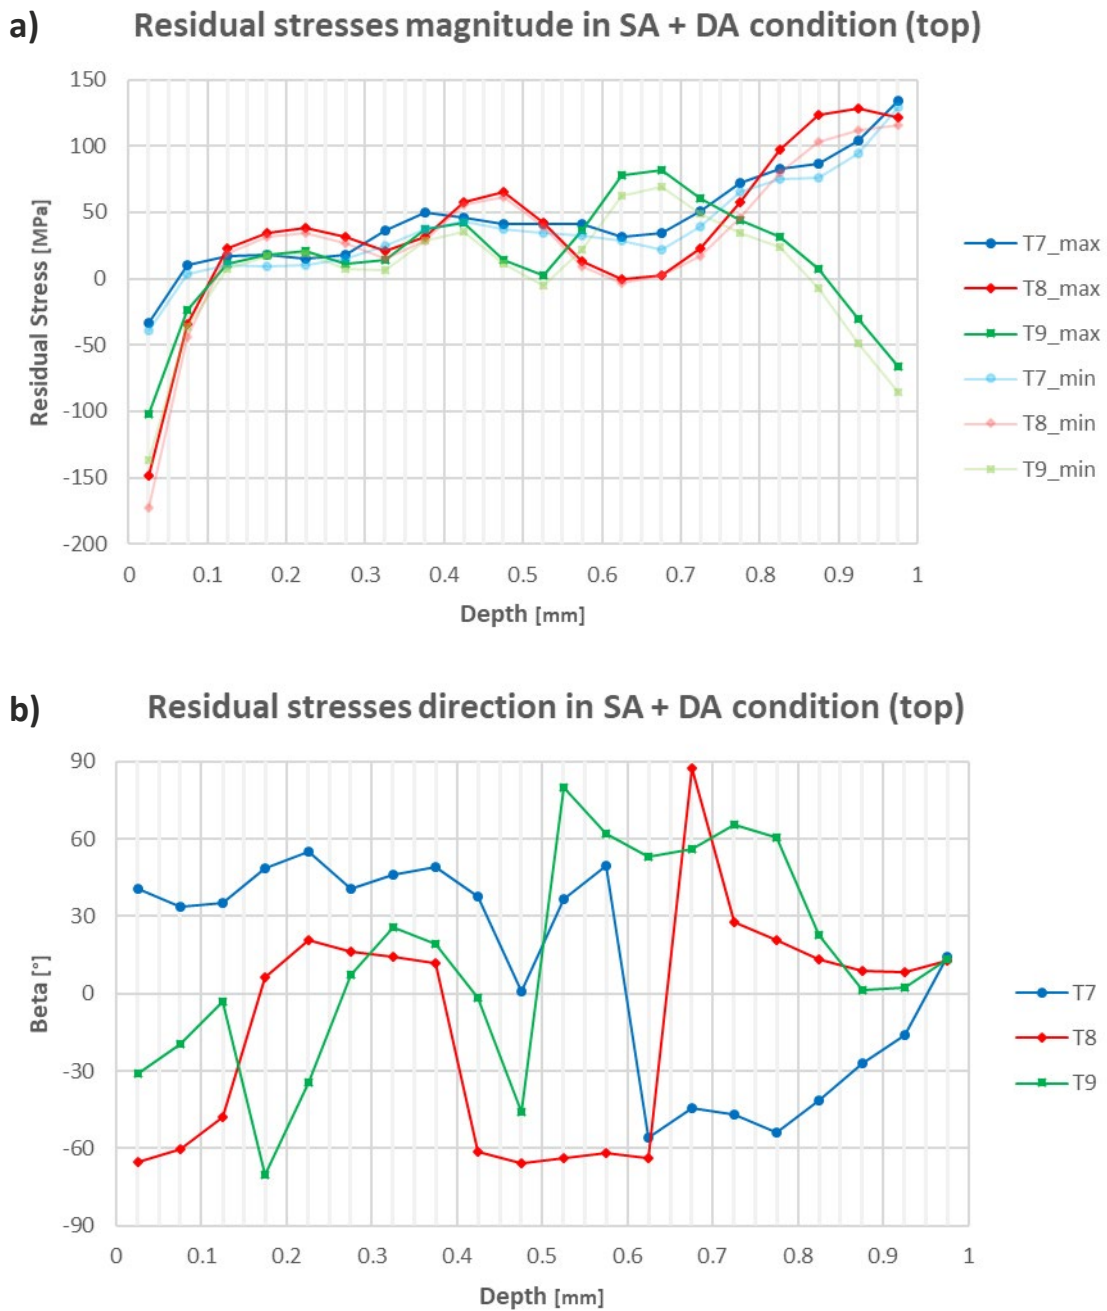 a)
Residual stresses magnitude in SA + DA condition (top)
150
100
50
0
-50
-100
-150
-200
Residual Stress [MPa]
0 0.1 0.2 0.3 0.4 0.5 0.6 0.7 0.8 0.9 1
Depth [mm]
T7_max
T8_max
T9_max
T7_min
T8_min
T9_min
b)
Residual stresses direction in SA + DA condition (top)
90
60
30
0
-30
-60
-90
Beta [°]
0 0.1 0.2 0.3 0.4 0.5 0.6 0.7 0.8 0.9 1
Depth [mm]
T7
T8
T9